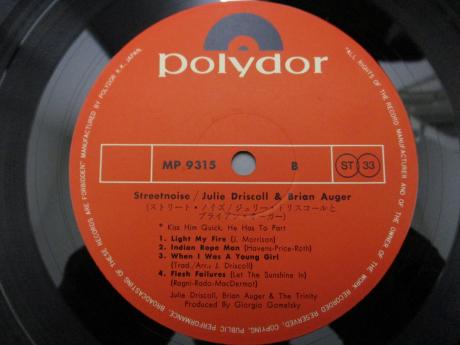 polydor
MP 9315
B
ST 33
Streetnoise / Julie Driscoll & Brian Auger
(ストリート・ノイズ/ジュリー・ドリスコールと
ブライアン・オーガー)
* Kiss Him Quick, He Has To Part
1. Light My Fire (J. Morrison)
2. Indian Rope Man (Havens-Price-Roth)
3. When I Was A Young Girl
(Trad./Arr.: J. Driscoll)
4. Flesh Failures (Let The Sunshine In)
(Ragni-Rado-MacDermot)
Julie Driscoll, Brian Auger & The Trinity
Produced By Giorgio Gomelsky
"ALL RIGHTS OF THE RECORD MANUFACTURER AND OF THE OWNER OF THE WORK RECORDED RESERVED. COPYING, PUBLIC PERFORMANCE, BROADCASTING OF THESE RECORDS ARE FORBIDDEN" MANUFACTURED BY POLYDOR K.K., JAPAN.